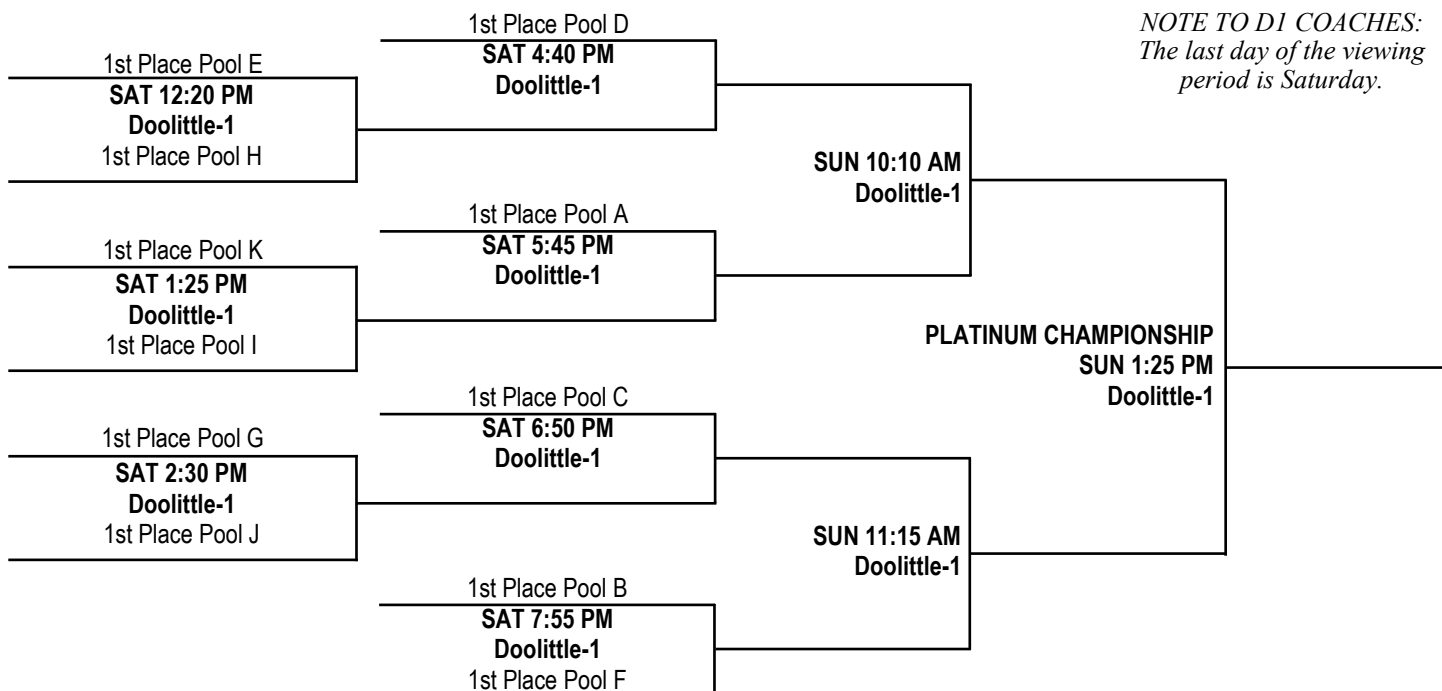 1st Place Pool D
NOTE TO D1 COACHES:
The last day of the viewing
period is Saturday.
SAT 4:40 PM
Doolittle-1
1st Place Pool E
SAT 12:20 PM
Doolittle-1
1st Place Pool H
SUN 10:10 AM
Doolittle-1
1st Place Pool A
SAT 5:45 PM
Doolittle-1
1st Place Pool K
SAT 1:25 PM
Doolittle-1
1st Place Pool I
PLATINUM CHAMPIONSHIP
SUN 1:25 PM
Doolittle-1
1st Place Pool C
SAT 6:50 PM
Doolittle-1
1st Place Pool G
SAT 2:30 PM
Doolittle-1
1st Place Pool J
SUN 11:15 AM
Doolittle-1
1st Place Pool B
SAT 7:55 PM
Doolittle-1
1st Place Pool F